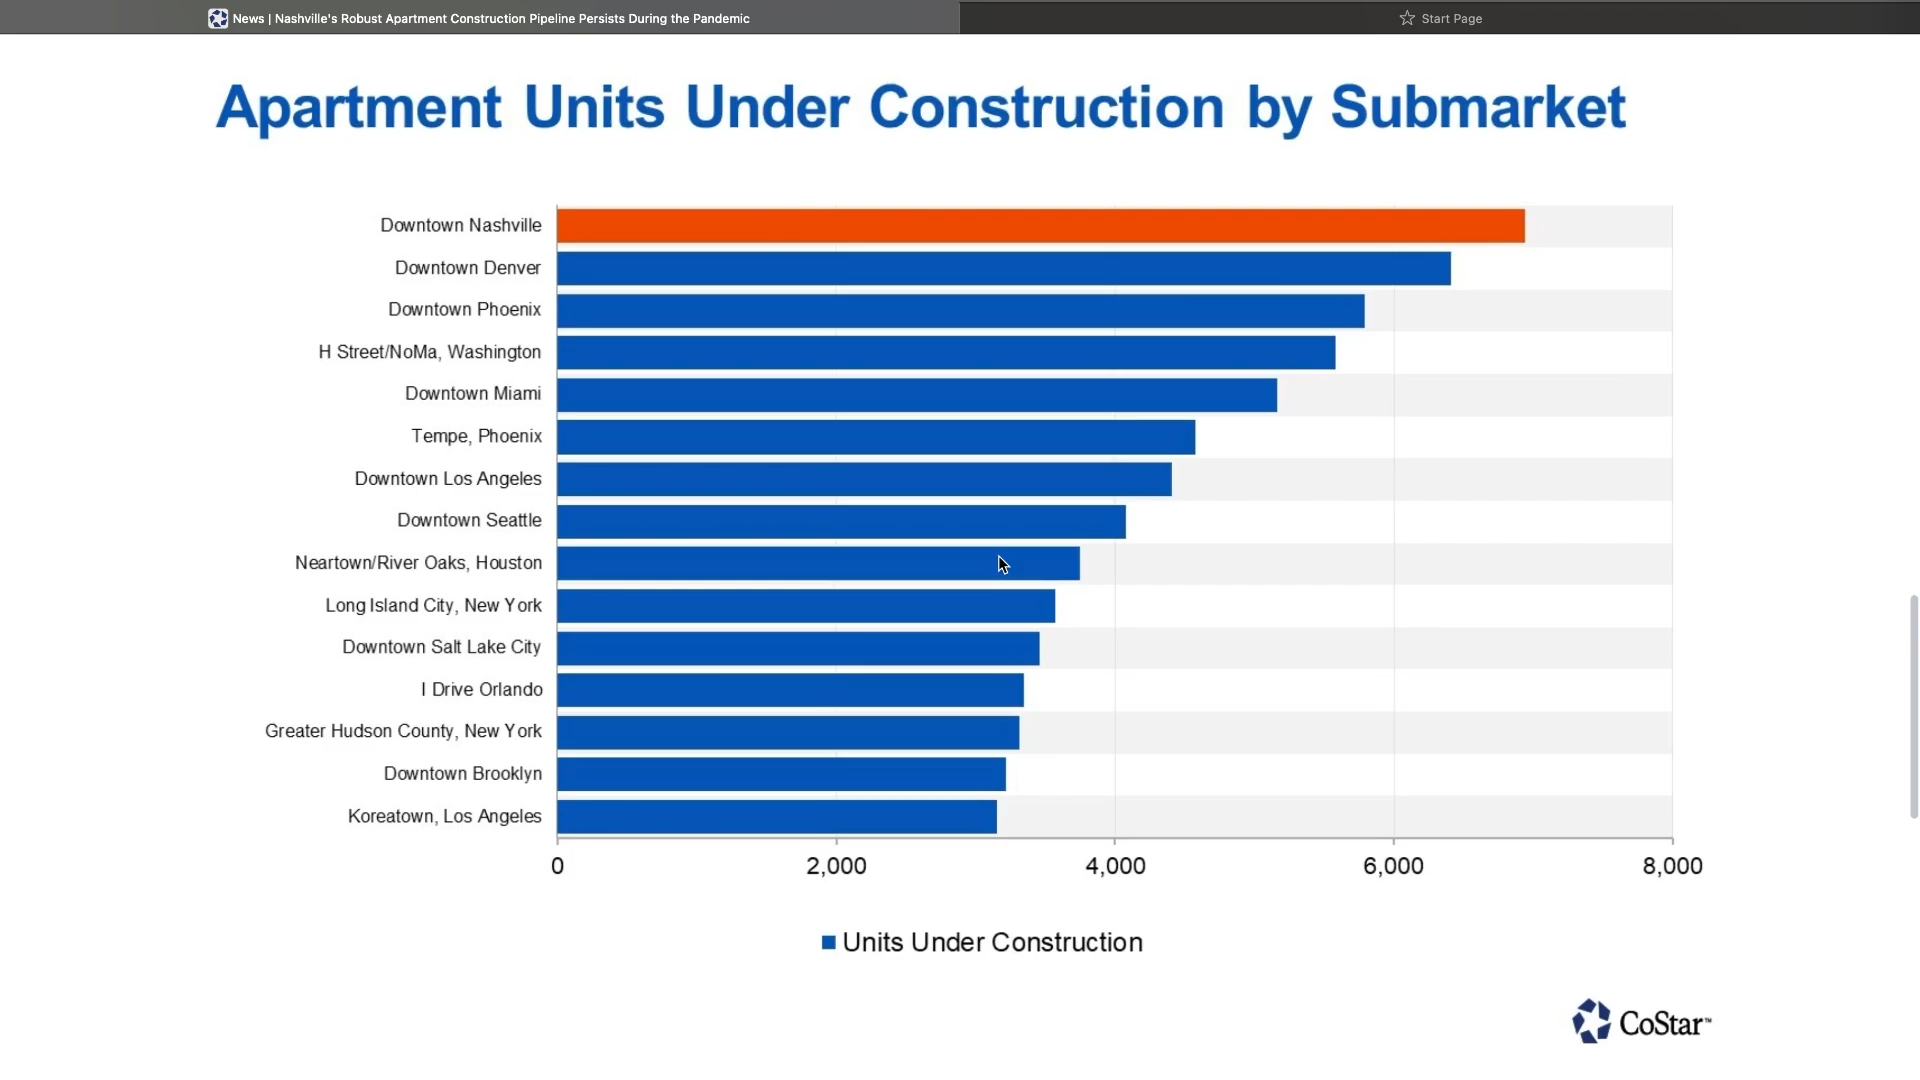 News | Nashville's Robust Apartment Construction Pipeline Persists During the Pandemic
Start Page
Apartment Units Under Construction by Submarket
Downtown Nashville
Downtown Denver
Downtown Phoenix
H Street/NoMa, Washington
Downtown Miami
Tempe, Phoenix
Downtown Los Angeles
Downtown Seattle
Neartown/River Oaks, Houston
Long Island City, New York
Downtown Salt Lake City
I Drive Orlando
Greater Hudson County, New York
Downtown Brooklyn
Koreatown, Los Angeles
0 2,000 4,000 6,000 8,000
Units Under Construction
CoStar™